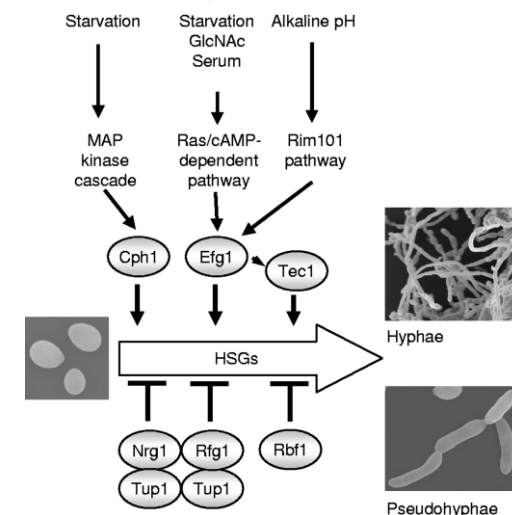 Starvation
Starvation
GlcNAc
Serum
Alkaline pH
MAP
kinase
cascade
Ras/cAMP-
dependent
pathway
Rim101
pathway
Cph1
Efg1
Tec1
HSGs
Hyphae
Nrg1
Rfg1
Rbf1
Tup1
Tup1
Pseudohyphae